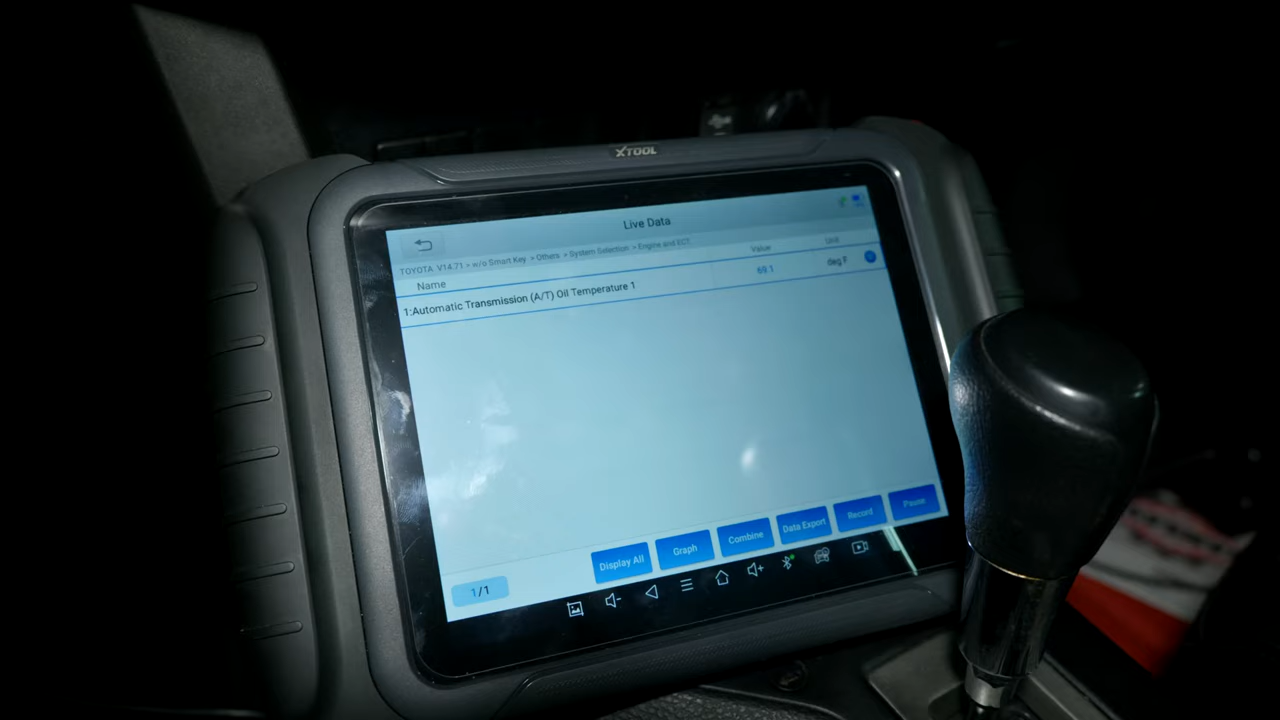 XTOOL
Live Data
TOYOTA V14.71 > w/o Smart Key > Others > System Selection > Engine and ECT
Name Value Unit
1:Automatic Transmission (A/T) Oil Temperature 1 69.1 deg F
Display All Graph Combine Data Export Record Pause
1/1